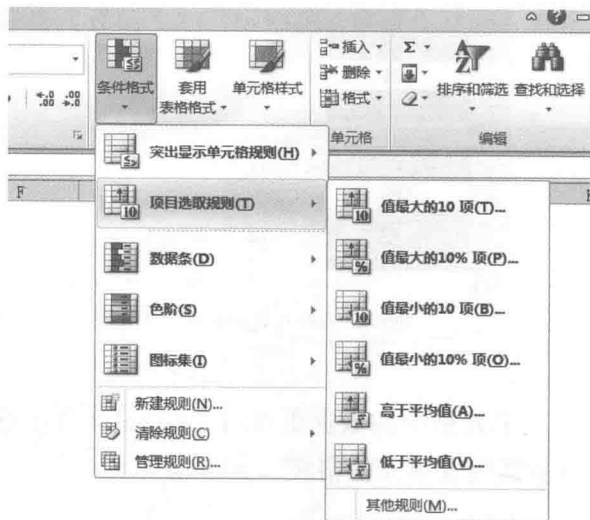 条件格式
套用
表格格式
单元格样式
插入
删除
格式
Σ
排序和筛选
查找和选择
单元格
编辑
突出显示单元格规则(H)
项目选取规则(T)
数据条(D)
色阶(S)
图标集(I)
新建规则(N)...
清除规则(C)
管理规则(R)...
F
值最大的10 项(T)...
值最大的10% 项(P)...
值最小的10 项(B)...
值最小的10% 项(O)...
高于平均值(A)...
低于平均值(V)...
其他规则(M)...